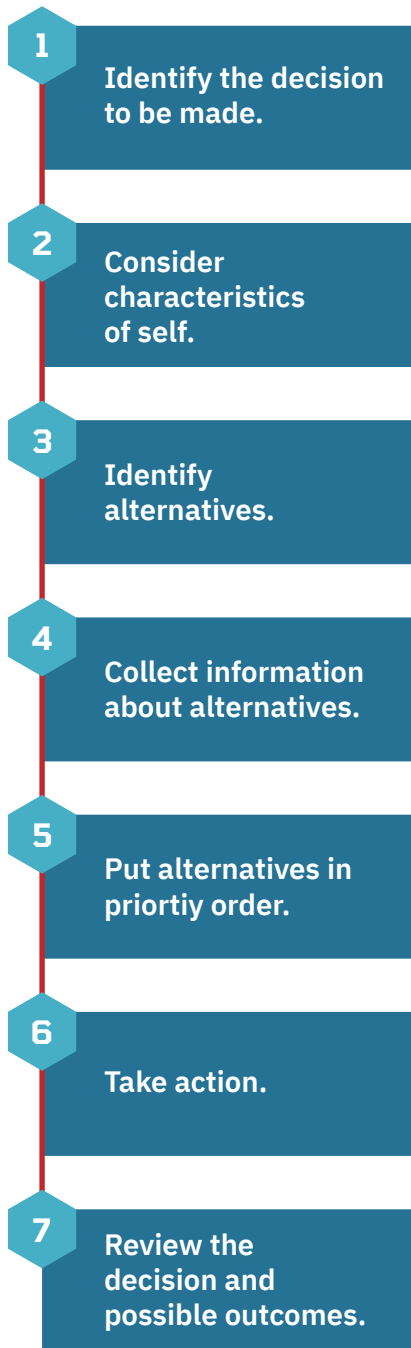 1
Identify the decision
to be made.
2
Consider
characteristics
of self.
3
Identify
alternatives.
4
Collect information
about alternatives.
5
Put alternatives in
priortiy order.
6
Take action.
7
Review the
decision and
possible outcomes.